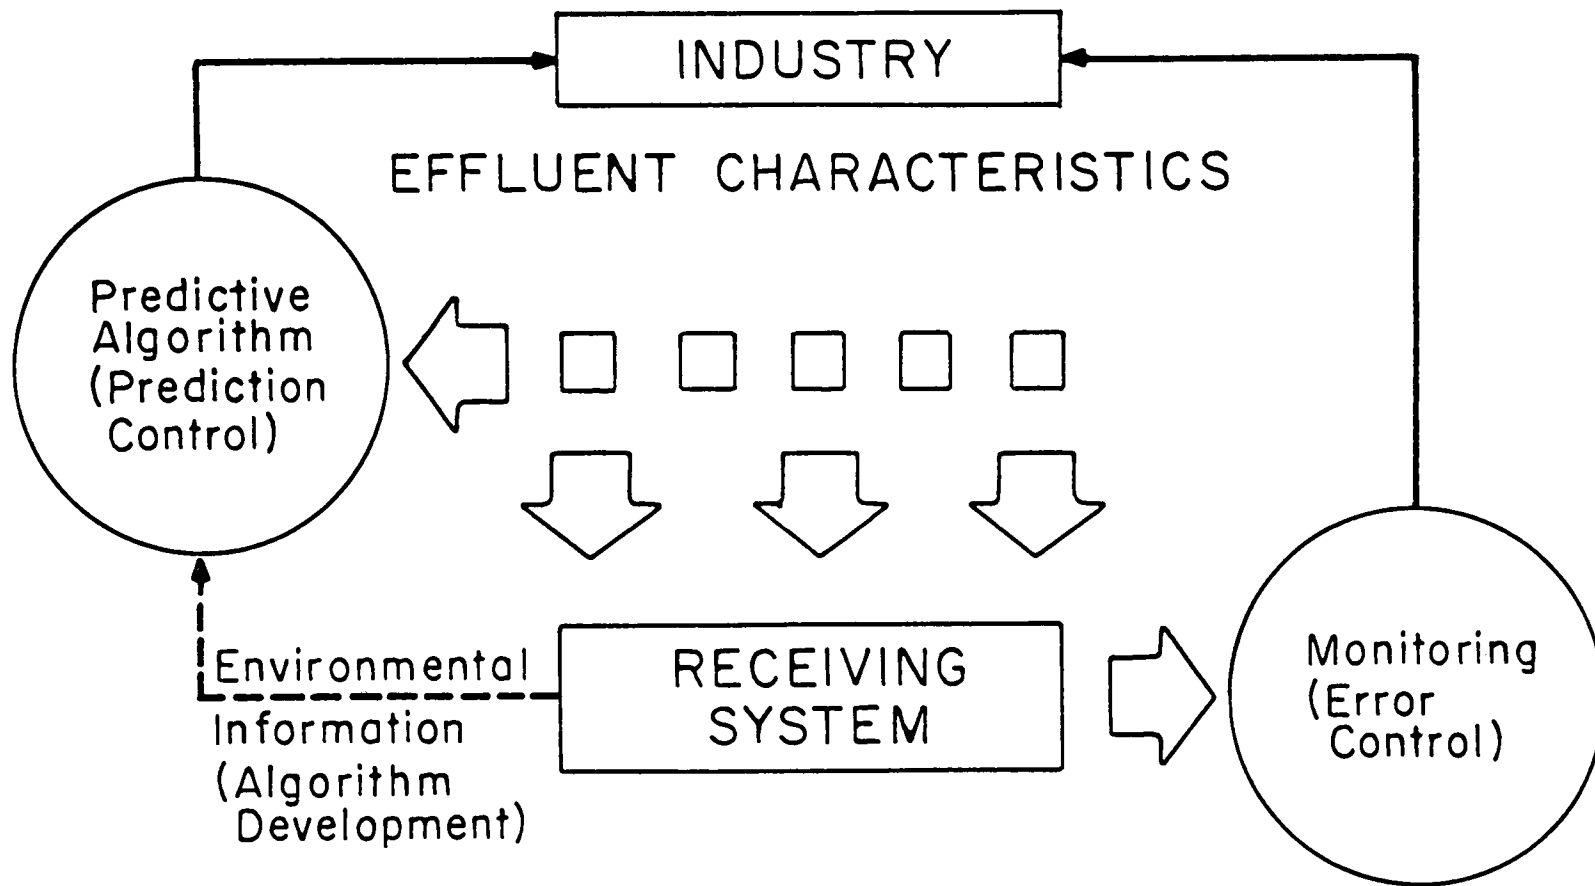 INDUSTRY
EFFLUENT CHARACTERISTICS
Predictive
Algorithm
(Prediction
Control)
Environmental
Information
(Algorithm
Development)
RECEIVING
SYSTEM
Monitoring
(Error
Control)